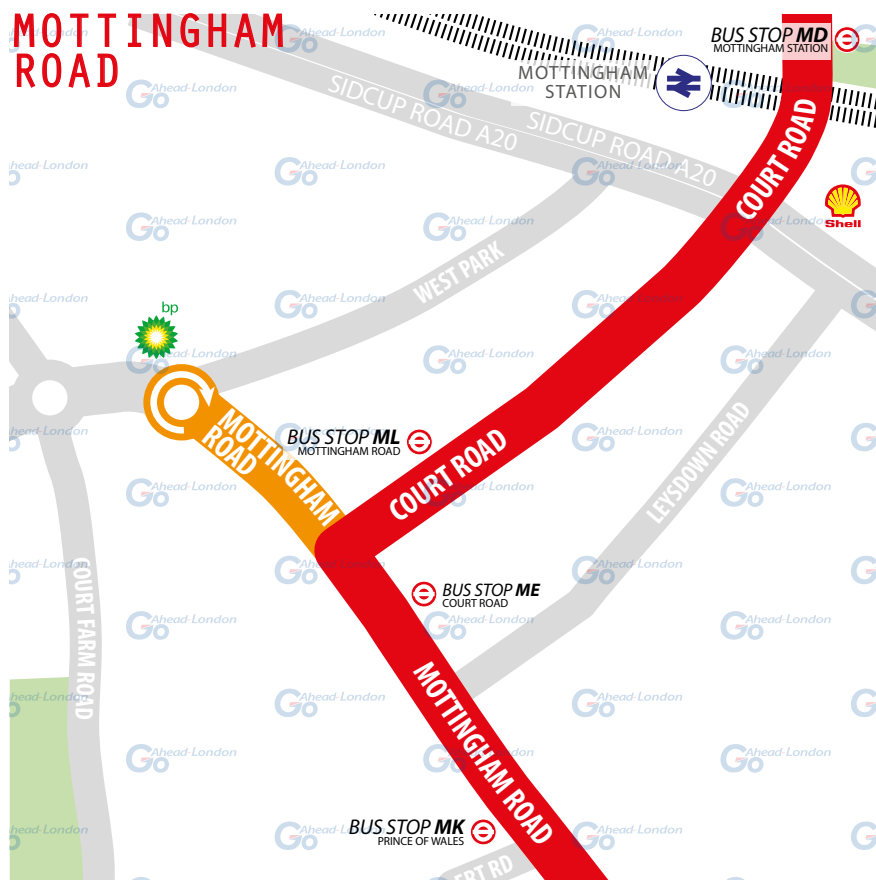 MOTTINGHAM
ROAD
BUS STOP MD
MOTTINGHAM STATION
MOTTINGHAM
STATION
SIDCUP ROAD A20
SIDCUP ROAD A20
COURT ROAD
Shell
WEST PARK
bp
MOTTINGHAM
ROAD
BUS STOP ML
MOTTINGHAM ROAD
COURT ROAD
LEYSDOWN ROAD
COURT FARM ROAD
BUS STOP ME
COURT ROAD
MOTTINGHAM ROAD
BUS STOP MK
PRINCE OF WALES
ERT RD
Go Ahead-London